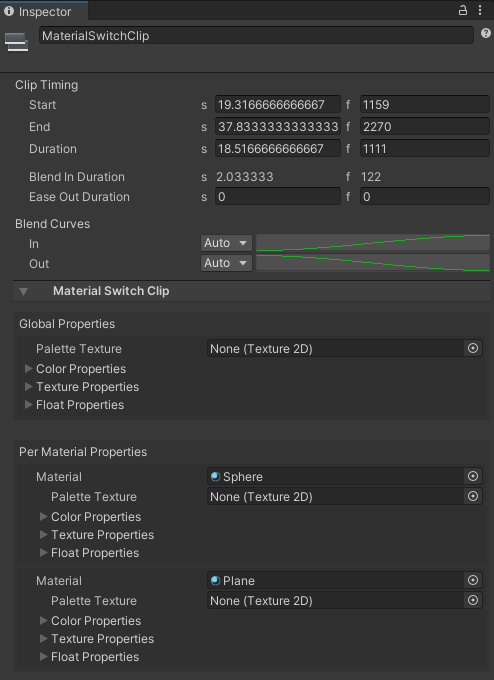 Inspector
MaterialSwitchClip
Clip Timing
Start s 19.3166666666667 f 1159
End s 37.8333333333333 f 2270
Duration s 18.5166666666667 f 1111
Blend In Duration s 2.033333 f 122
Ease Out Duration s 0 f 0
Blend Curves
In Auto
Out Auto
Material Switch Clip
Global Properties
Palette Texture None (Texture 2D)
Color Properties
Texture Properties
Float Properties
Per Material Properties
Material Sphere
Palette Texture None (Texture 2D)
Color Properties
Texture Properties
Float Properties
Material Plane
Palette Texture None (Texture 2D)
Color Properties
Texture Properties
Float Properties